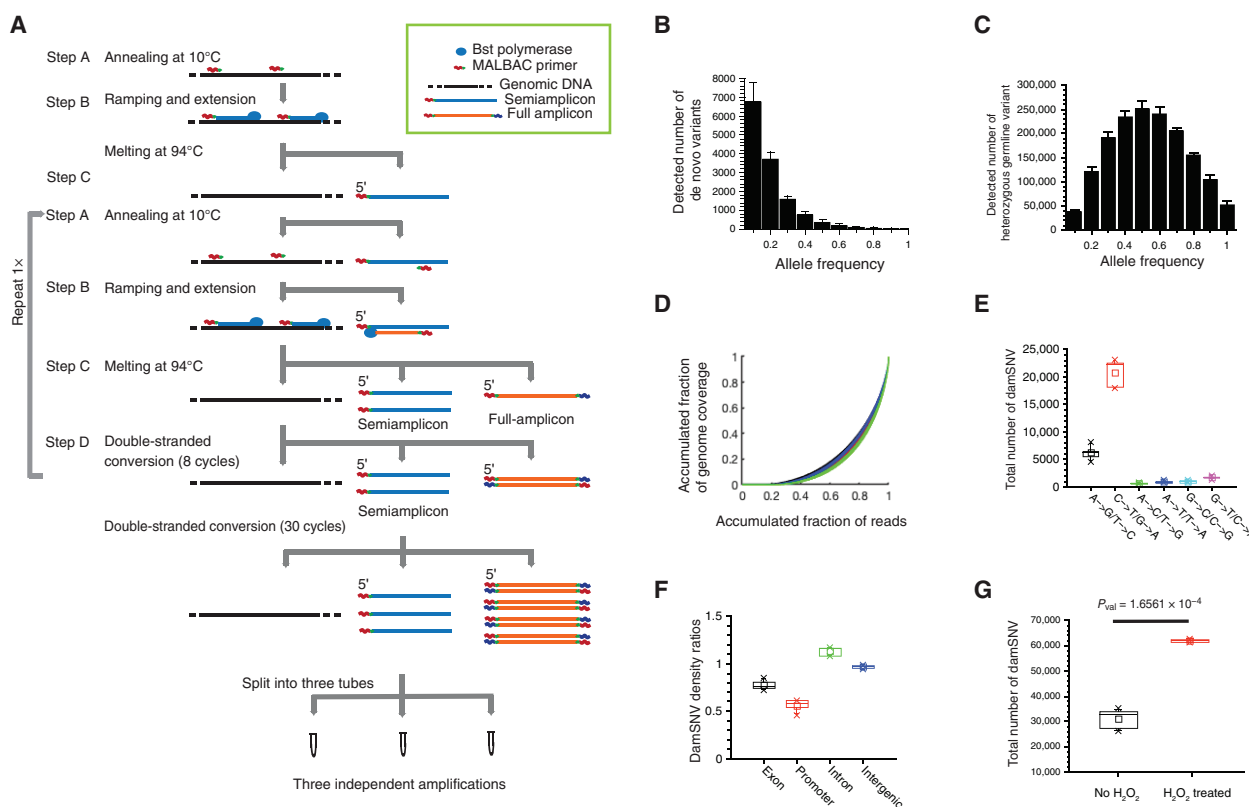 A
Step A
Annealing at 10°C
Step B
Ramping and extension
Melting at 94°C
Step C
5'
Step A
Annealing at 10°C
Step B
Ramping and extension
5'
Step C
Melting at 94°C
5'
5'
Semiamplicon
Full-amplicon
Step D
Double-stranded
conversion (8 cycles)
5'
Semiamplicon
Repeat 1×
Double-stranded conversion (30 cycles)
5'
5'
Split into three tubes
Three independent amplifications
Bst polymerase
MALBAC primer
Genomic DNA
Semiamplicon
Full amplicon
B
Detected number of
de novo variants
8000
7000
6000
5000
4000
3000
2000
1000
0
0.2
0.4
0.6
0.8
1
Allele frequency
C
Detected number of
heterozygous germline variant
300,000
250,000
200,000
150,000
100,000
50,000
0
0.2
0.4
0.6
0.8
1
Allele frequency
D
Accumulated fraction
of genome coverage
1
0.8
0.6
0.4
0.2
0
0
0.2
0.4
0.6
0.8
1
Accumulated fraction of reads
E
Total number of damSNV
25,000
20,000
15,000
10,000
5000
0
A->G/T->C
C->T/G->A
A->C/T->G
A->T/T->A
G->C/C->G
G->T/C->
F
DamSNV density ratios
1.5
1
0.5
0
Exon
Promoter
Intron
Intergenic
G
Pval = 1.6561 × 10⁻⁴
Total number of damSNV
70,000
60,000
50,000
40,000
30,000
20,000
10,000
No H₂O₂
H₂O₂ treated